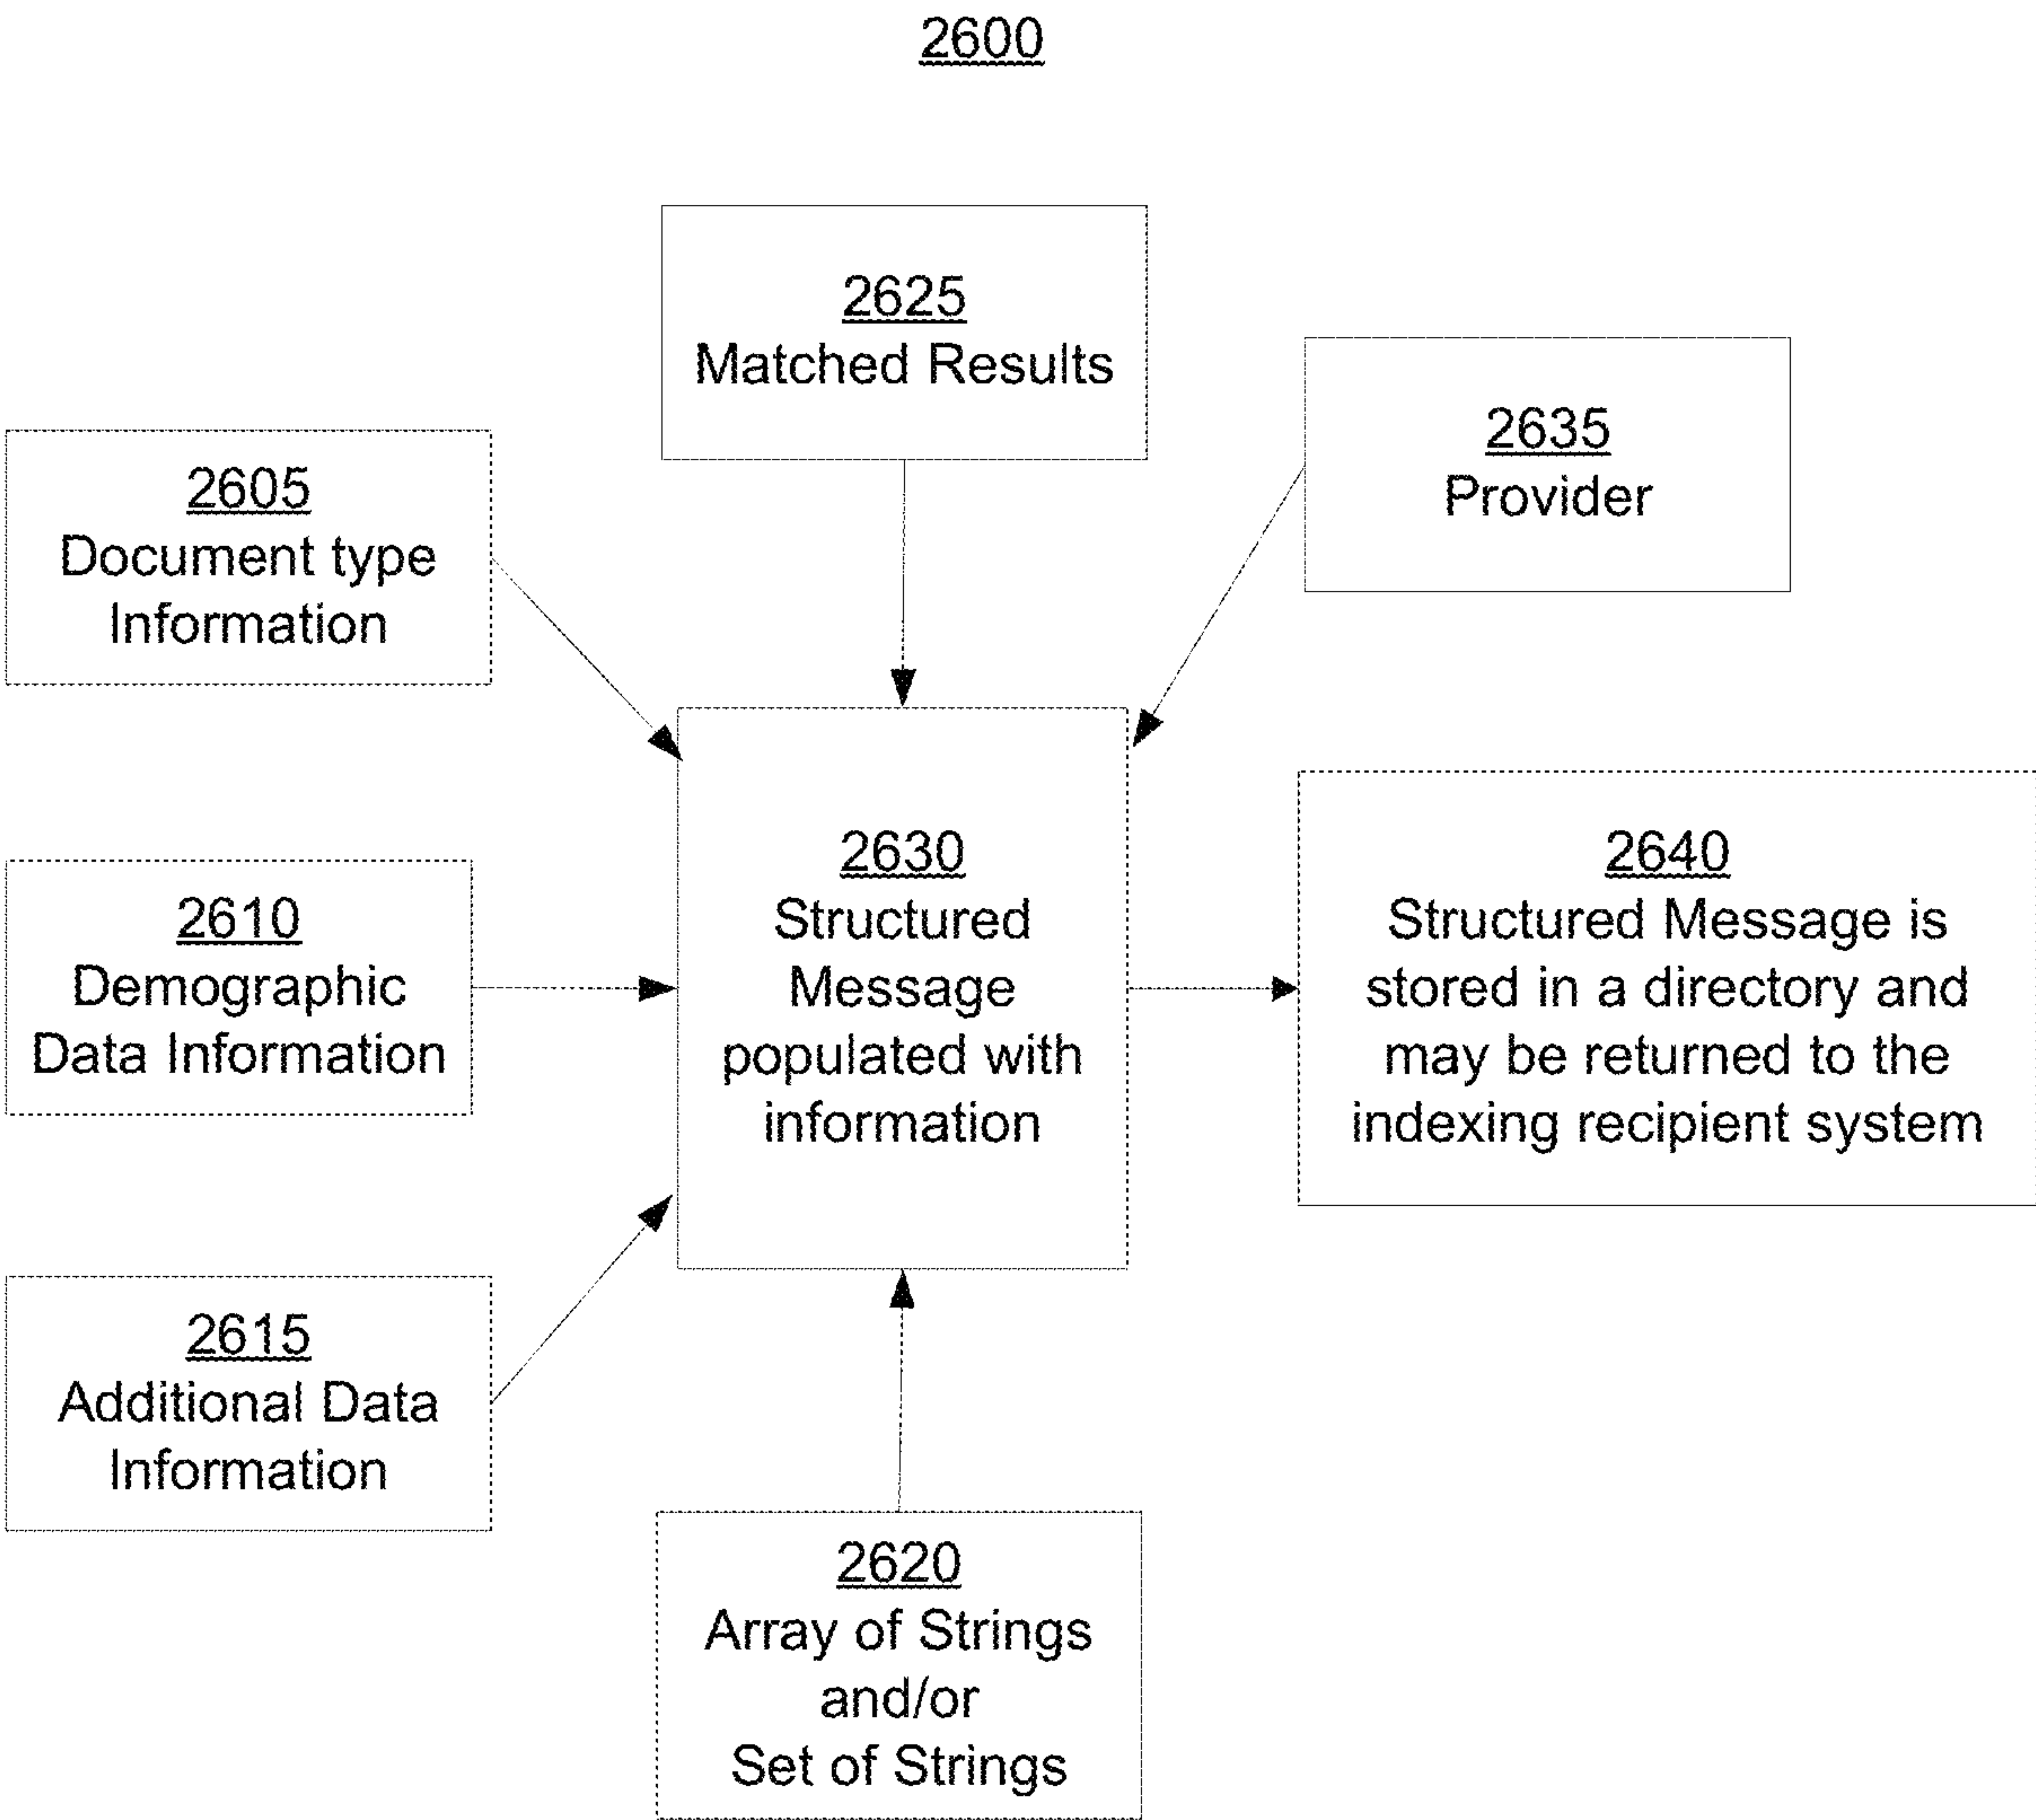 2600
2625
Matched Results
2635
Provider
2605
Document type
Information
2610
Demographic
Data Information
2630
Structured
Message
populated with
information
2640
Structured Message is
stored in a directory and
may be returned to the
indexing recipient system
2615
Additional Data
Information
2620
Array of Strings
and/or
Set of Strings